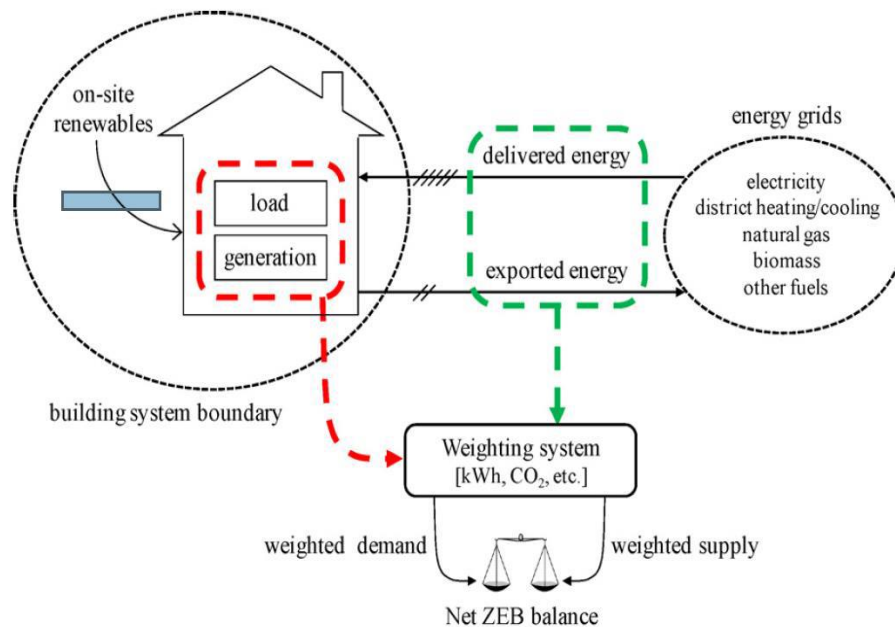 on-site
renewables
load
generation
building system boundary
delivered energy
exported energy
energy grids
electricity
district heating/cooling
natural gas
biomass
other fuels
Weighting system
[kWh, CO₂, etc.]
weighted demand
weighted supply
Net ZEB balance